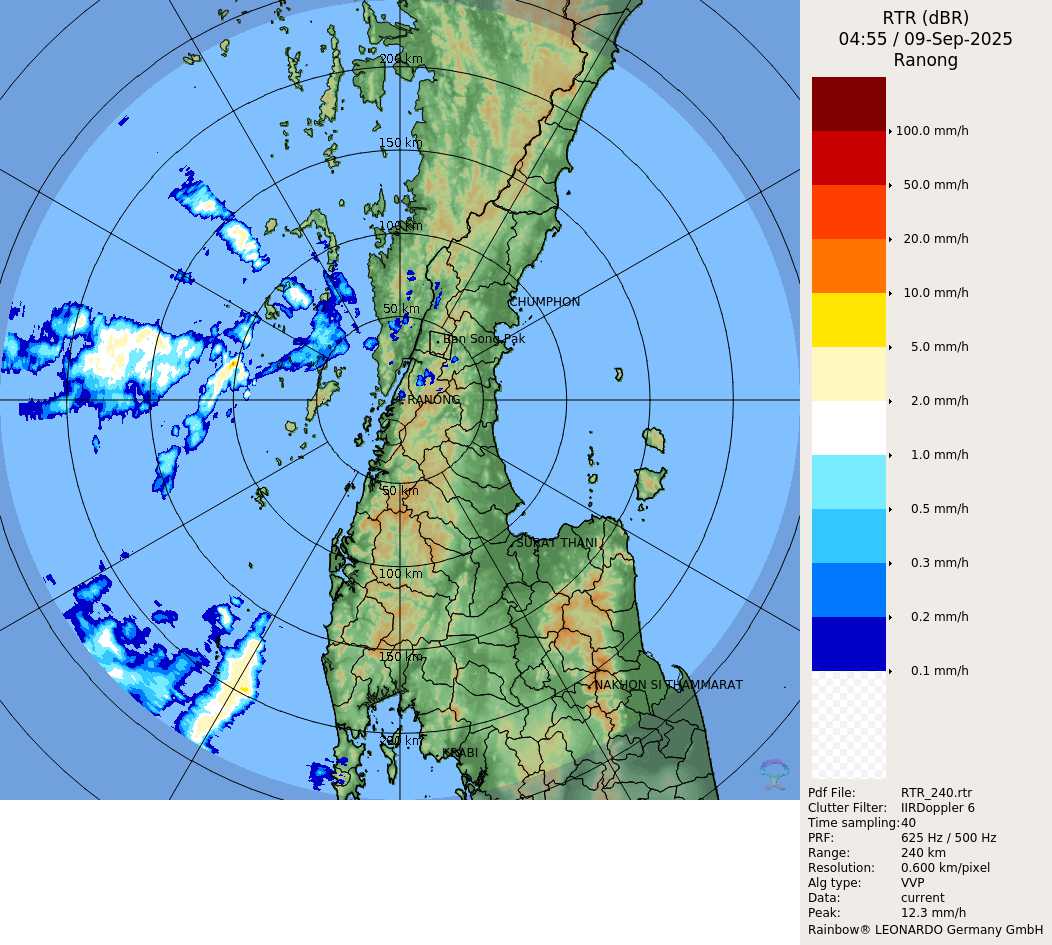 RTR (dBR)
04:55 / 09-Sep-2025
Ranong
200 km
150 km
100 km
50 km
CHUMPHON
Ban Song Pak
RANONG
50 km
SURAT THANI
100 km
150 km
NAKHON SI THAMMARAT
200 km
KRABI
100.0 mm/h
50.0 mm/h
20.0 mm/h
10.0 mm/h
5.0 mm/h
2.0 mm/h
1.0 mm/h
0.5 mm/h
0.3 mm/h
0.2 mm/h
0.1 mm/h
Pdf File: RTR_240.rtr
Clutter Filter: IIRDoppler 6
Time sampling: 40
PRF: 625 Hz / 500 Hz
Range: 240 km
Resolution: 0.600 km/pixel
Alg type: VVP
Data: current
Peak: 12.3 mm/h
Rainbow® LEONARDO Germany GmbH